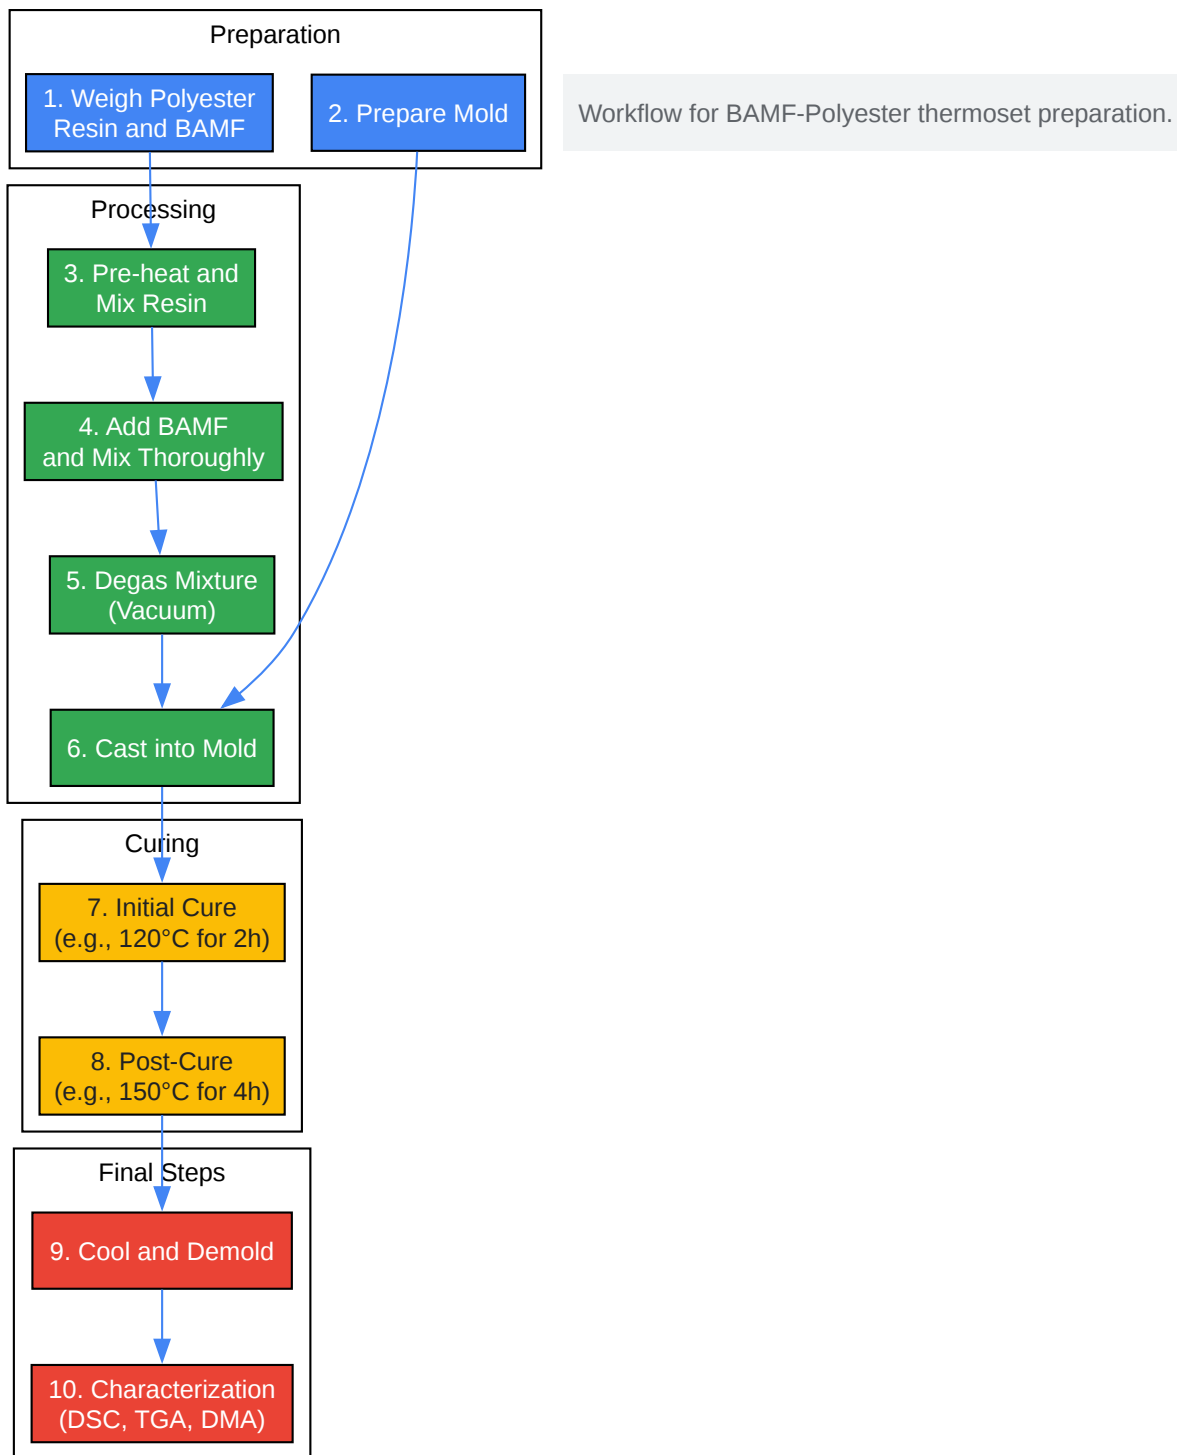 Preparation
1. Weigh Polyester
Resin and BAMF
2. Prepare Mold
Workflow for BAMF-Polyester thermoset preparation.
Processing
3. Pre-heat and
Mix Resin
4. Add BAMF
and Mix Thoroughly
5. Degas Mixture
(Vacuum)
6. Cast into Mold
Curing
7. Initial Cure
(e.g., 120°C for 2h)
8. Post-Cure
(e.g., 150°C for 4h)
Final Steps
9. Cool and Demold
10. Characterization
(DSC, TGA, DMA)